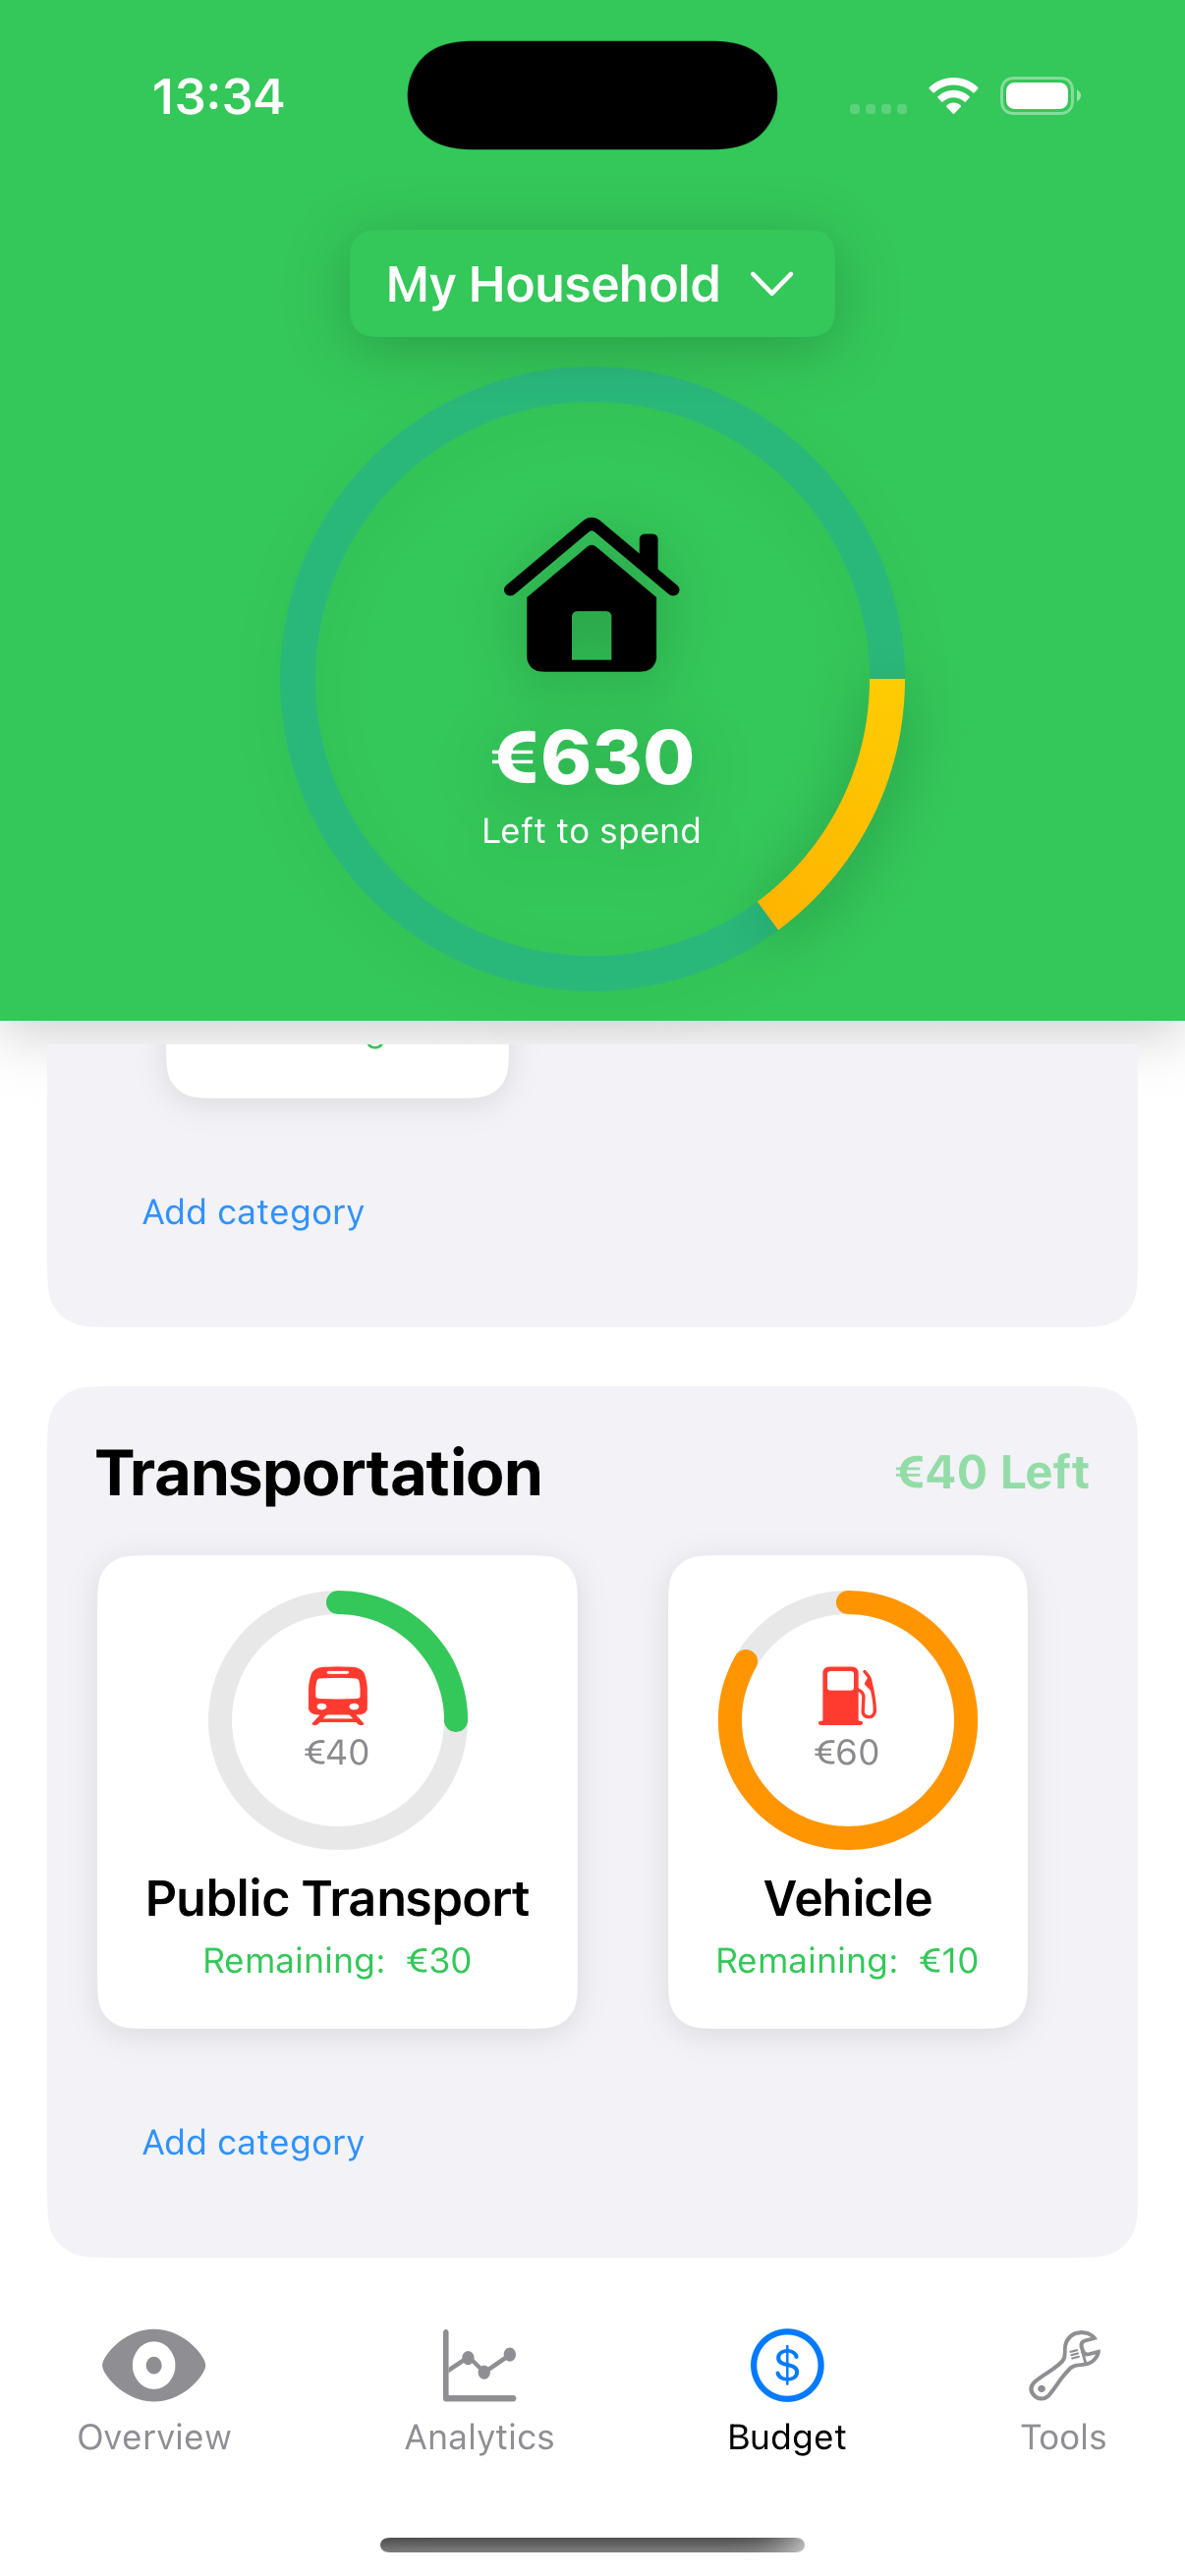 13:34
My Household
€630
Left to spend
Add category
Transportation
€40 Left
€40
€60
Public Transport
Vehicle
Remaining: €30
Remaining: €10
Add category
Overview
Analytics
Budget
Tools